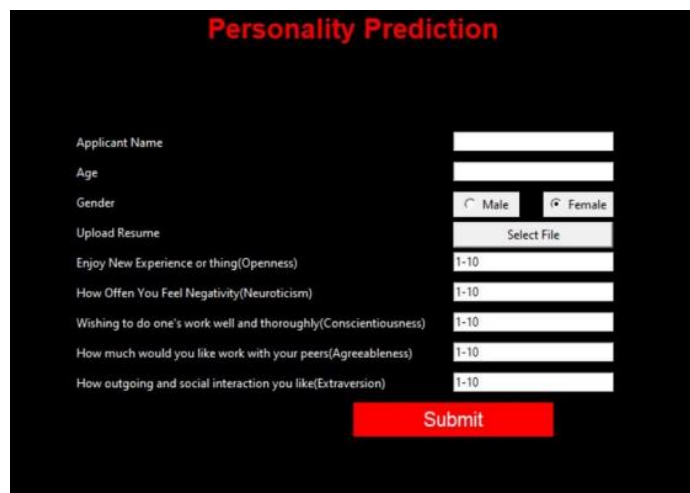 Personality Prediction
Applicant Name
Age
Gender Male Female
Upload Resume Select File
Enjoy New Experience or thing(Openness) 1-10
How Offen You Feel Negativity(Neuroticism) 1-10
Wishing to do one's work well and thoroughly(Conscientiousness) 1-10
How much would you like work with your peers(Agreeableness) 1-10
How outgoing and social interaction you like(Extraversion) 1-10
Submit